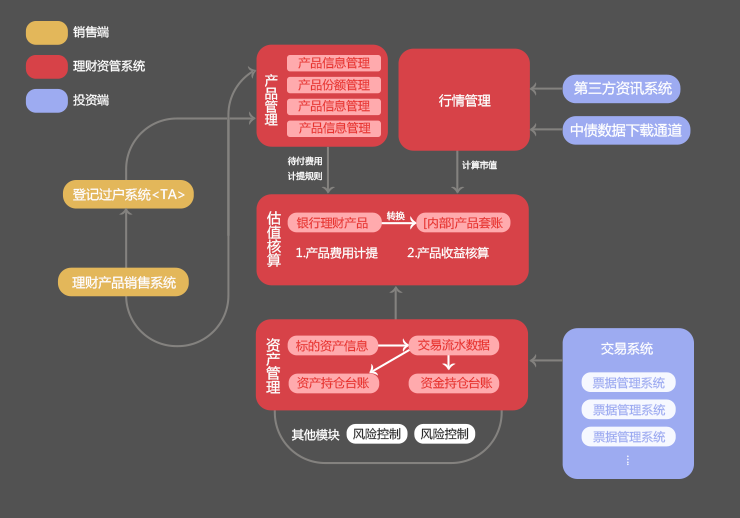 销售端
理财资管系统
投资端
产品管理
产品信息管理
产品份额管理
产品信息管理
产品信息管理
行情管理
第三方资讯系统
中债数据下载通道
待付费用
计提规则
计算市值
登记过户系统<TA>
理财产品销售系统
估值核算
银行理财产品
转换
[内部]产品套账
1.产品费用计提
2.产品收益核算
资产管理
标的资产信息
交易流水数据
资产持仓台账
资金持仓台账
其他模块
风险控制
风险控制
交易系统
票据管理系统
票据管理系统
票据管理系统
...